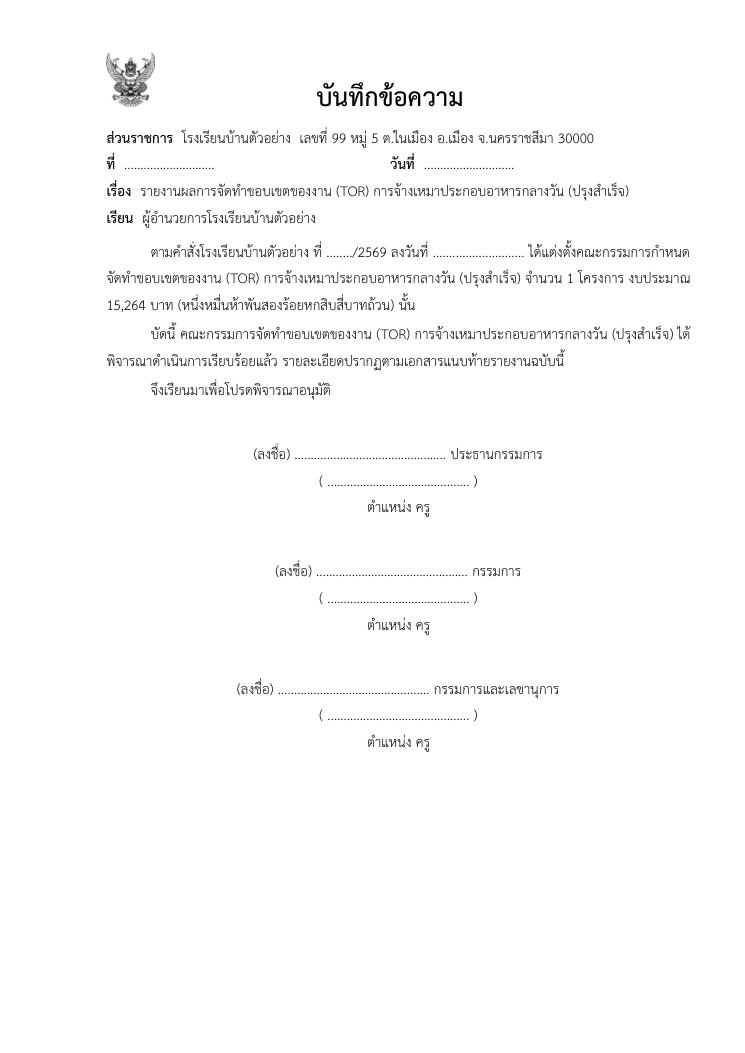 บันทึกข้อความ
ส่วนราชการ โรงเรียนบ้านตัวอย่าง เลขที่ 99 หมู่ 5 ต.ในเมือง อ.เมือง จ.นครราชสีมา 30000
ที่ ............................ วันที่ ............................
เรื่อง รายงานผลการจัดทำขอบเขตของงาน (TOR) การจ้างเหมาประกอบอาหารกลางวัน (ปรุงสำเร็จ)
เรียน ผู้อำนวยการโรงเรียนบ้านตัวอย่าง
ตามคำสั่งโรงเรียนบ้านตัวอย่าง ที่ ......../2569 ลงวันที่ ............................ ได้แต่งตั้งคณะกรรมการกำหนด
จัดทำขอบเขตของงาน (TOR) การจ้างเหมาประกอบอาหารกลางวัน (ปรุงสำเร็จ) จำนวน 1 โครงการ งบประมาณ
15,264 บาท (หนึ่งหมื่นห้าพันสองร้อยหกสิบสี่บาทถ้วน) นั้น
บัดนี้ คณะกรรมการจัดทำขอบเขตของงาน (TOR) การจ้างเหมาประกอบอาหารกลางวัน (ปรุงสำเร็จ) ได้
พิจารณาดำเนินการเรียบร้อยแล้ว รายละเอียดปรากฏตามเอกสารแนบท้ายรายงานฉบับนี้
จึงเรียนมาเพื่อโปรดพิจารณาอนุมัติ
(ลงชื่อ) ............................................... ประธานกรรมการ
( ............................................ )
ตำแหน่ง ครู
(ลงชื่อ) ............................................... กรรมการ
( ............................................ )
ตำแหน่ง ครู
(ลงชื่อ) ............................................... กรรมการและเลขานุการ
( ............................................ )
ตำแหน่ง ครู